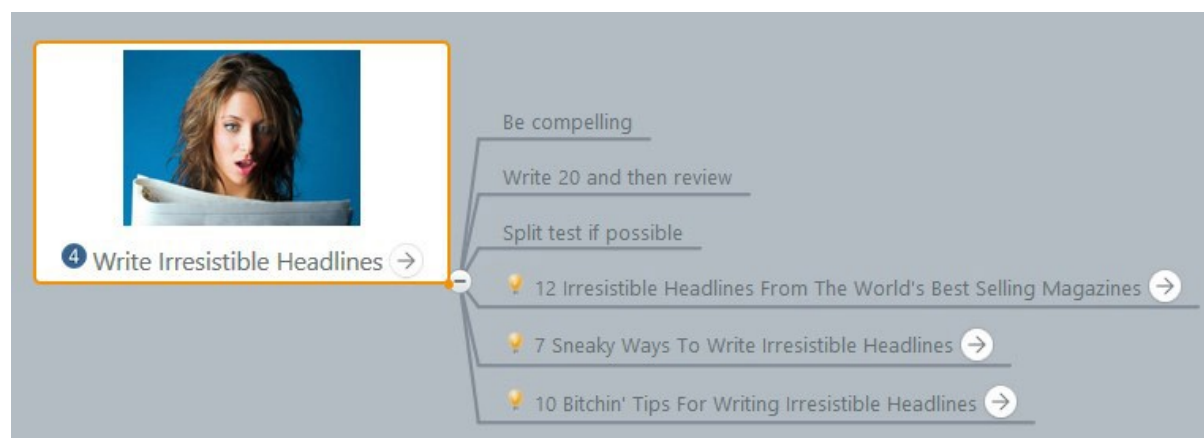 4 Write Irresistible Headlines
Be compelling
Write 20 and then review
Split test if possible
12 Irresistible Headlines From The World's Best Selling Magazines
7 Sneaky Ways To Write Irresistible Headlines
10 Bitchin' Tips For Writing Irresistible Headlines